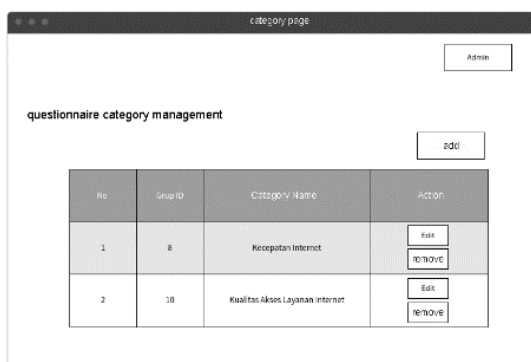 category page
Admin
questionnaire category management
add
No Grup ID Category Name Action
1 8 Kecepatan Internet Edit
remove
2 10 Kualitas Akses Layanan Internet Edit
remove